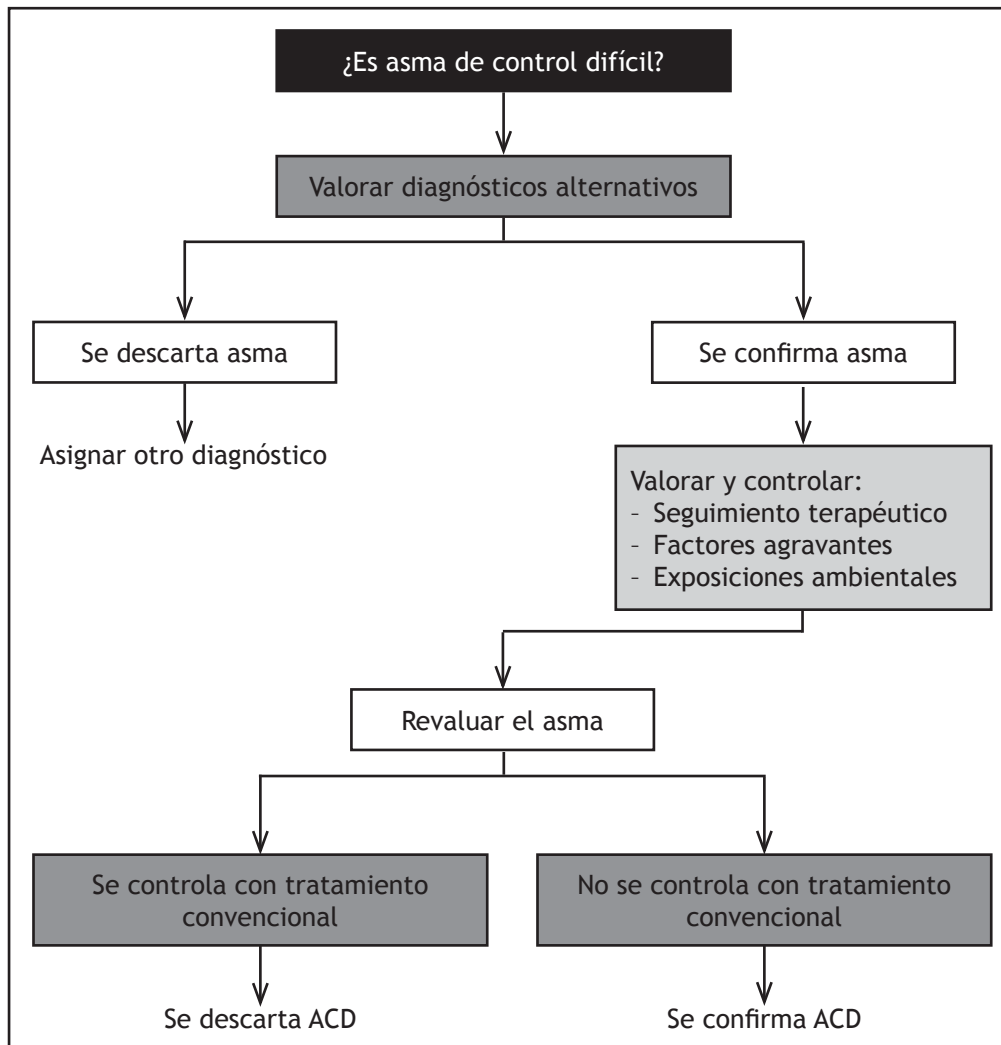 ¿Es asma de control difícil?
Valorar diagnósticos alternativos
Se descarta asma
Se confirma asma
Asignar otro diagnóstico
Valorar y controlar:
- Seguimiento terapéutico
- Factores agravantes
- Exposiciones ambientales
Revaluar el asma
Se controla con tratamiento
convencional
No se controla con tratamiento
convencional
Se descarta ACD
Se confirma ACD